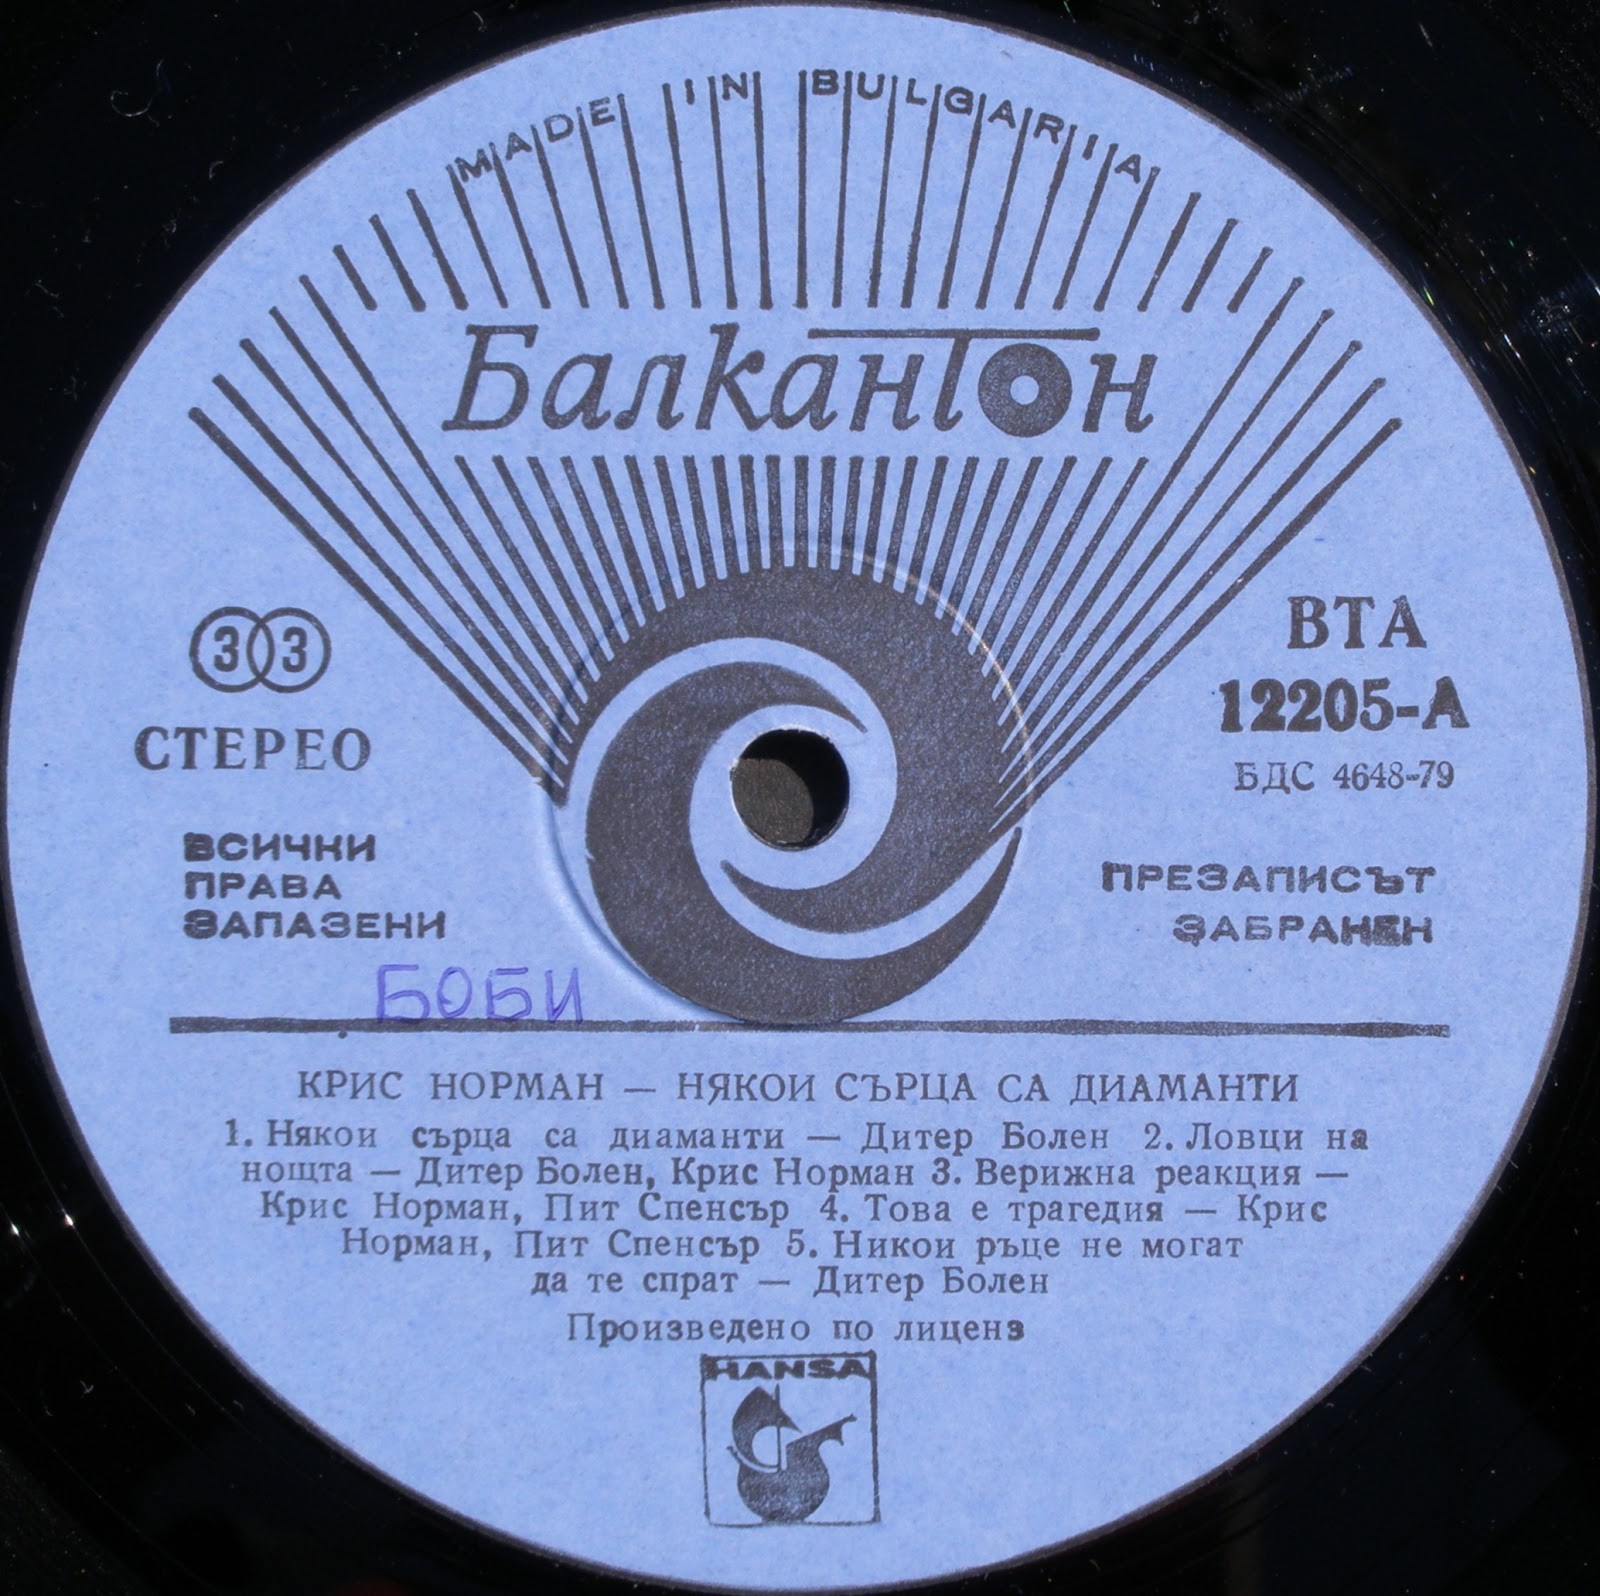 MADE IN BULGARIA
Балкантон
33
СТЕРЕО
ВТА
12205-А
БДС 4648-79
ВСИЧКИ
ПРАВА
ЗАПАЗЕНИ
ПРЕЗАПИСЪТ
ЗАБРАНЕН
БОБИ
КРИС НОРМАН — НЯКОИ СЪРЦА СА ДИАМАНТИ
1. Някои сърца са диаманти — Дитер Болен 2. Ловци на
нощта — Дитер Болен, Крис Норман 3. Верижна реакция —
Крис Норман, Пит Спенсър 4. Това е трагедия — Крис
Норман, Пит Спенсър 5. Никои ръце не могат
да те спрат — Дитер Болен
Произведено по лиценз
HANSA